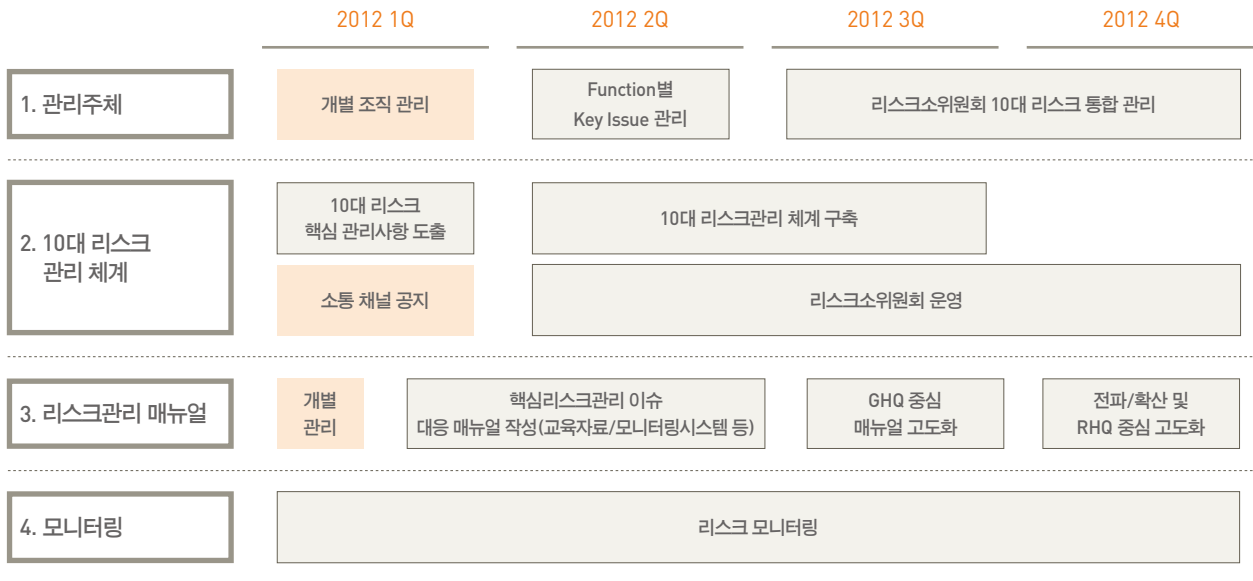 2012 1Q
2012 2Q
2012 3Q
2012 4Q
1. 관리주체
개별 조직 관리
Function별
Key Issue 관리
리스크소위원회 10대 리스크 통합 관리
2. 10대 리스크
관리 체계
10대 리스크
핵심 관리사항 도출
10대 리스크관리 체계 구축
소통 채널 공지
리스크소위원회 운영
3. 리스크관리 매뉴얼
개별
관리
핵심리스크관리 이슈
대응 매뉴얼 작성(교육자료/모니터링시스템 등)
GHQ 중심
매뉴얼 고도화
전파/확산 및
RHQ 중심 고도화
4. 모니터링
리스크 모니터링